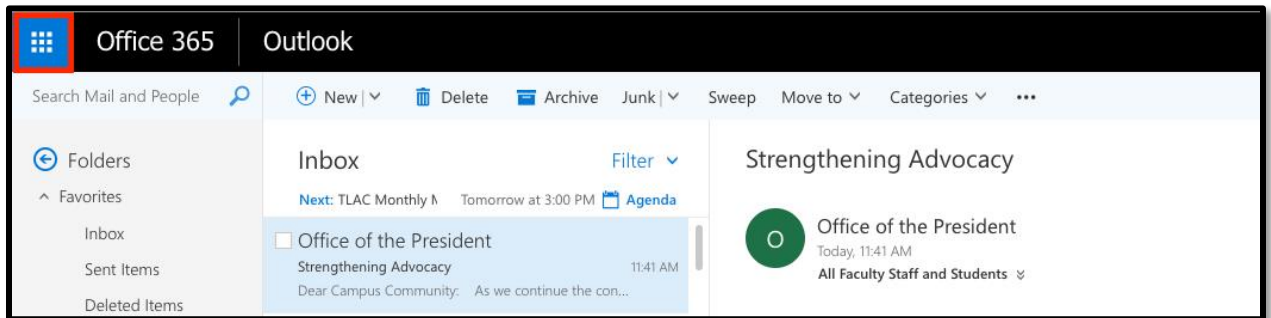 Office 365 Outlook
Search Mail and People
New Delete Archive Junk Sweep Move to Categories •••
Folders
Favorites
Inbox
Sent Items
Deleted Items
Inbox Filter
Next: TLAC Monthly Tomorrow at 3:00 PM Agenda
Office of the President
Strengthening Advocacy 11:41 AM
Dear Campus Community: As we continue the con...
Strengthening Advocacy
O
Office of the President
Today, 11:41 AM
All Faculty Staff and Students